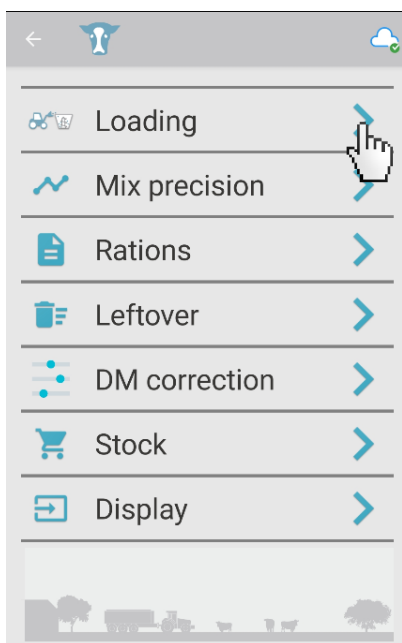 Loading
Mix precision
Rations
Leftover
DM correction
Stock
Display